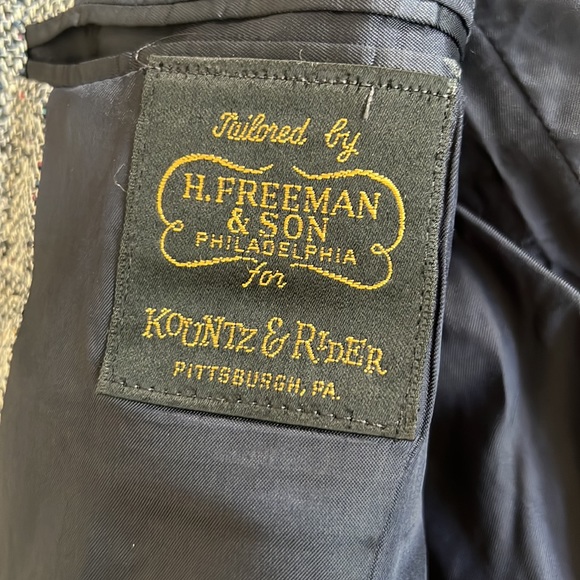 Tailored by
H. FREEMAN
& SON
PHILADELPHIA
for
KOUNTZ & RIDER
PITTSBURGH, PA.